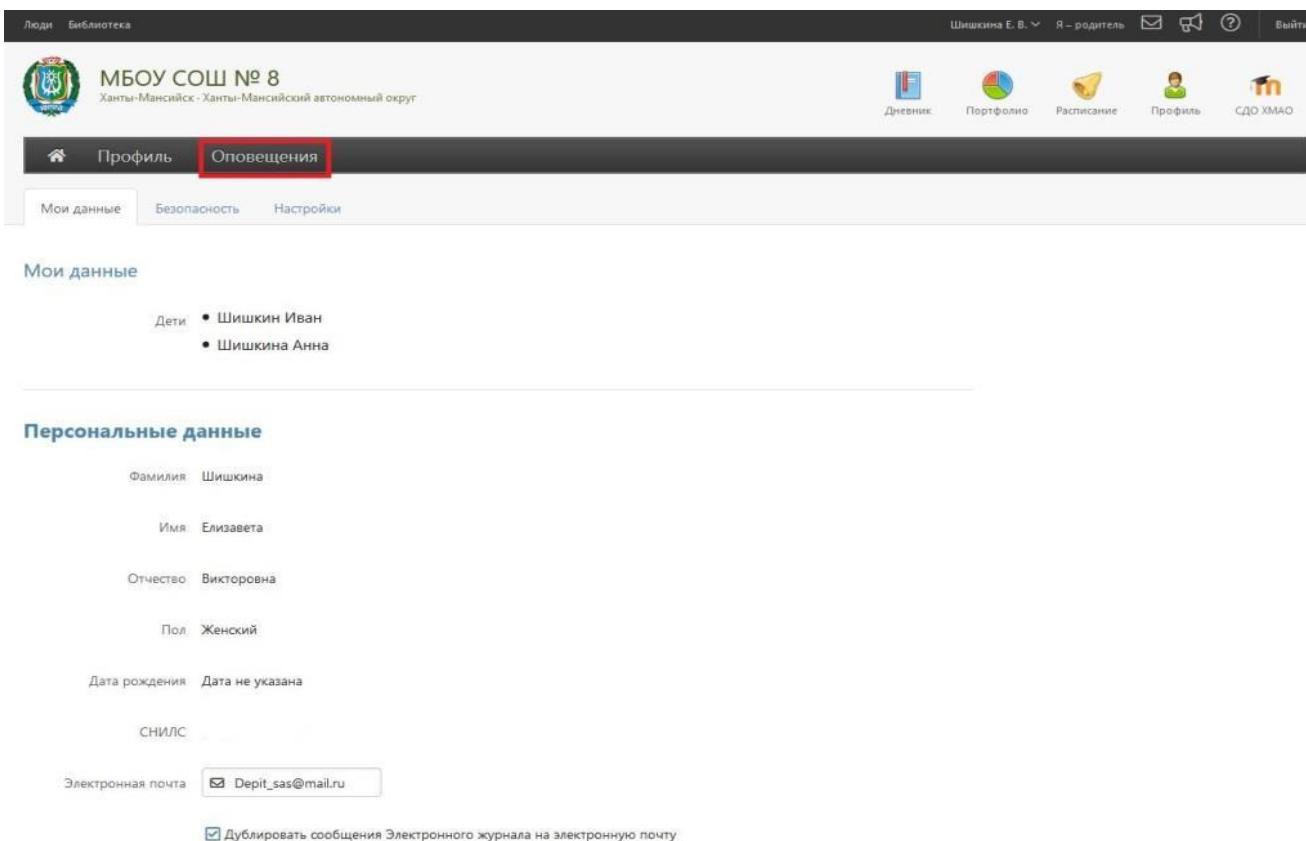 Люди Библиотека Шишкина Е. В. Я – родитель Выйти
МБОУ СОШ № 8
Ханты-Мансийск - Ханты-Мансийский автономный округ
Дневник Портфолио Расписание Профиль СДО ХМАО
Профиль Оповещения
Мои данные Безопасность Настройки
Мои данные
Дети • Шишкин Иван
• Шишкина Анна
Персональные данные
Фамилия Шишкина
Имя Елизавета
Отчество Викторовна
Пол Женский
Дата рождения Дата не указана
СНИЛС
Электронная почта Depit_sas@mail.ru
Дублировать сообщения Электронного журнала на электронную почту